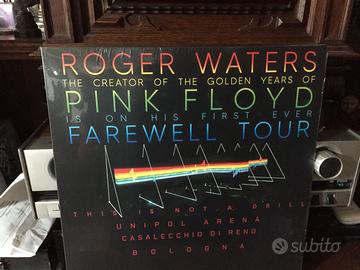 ROGER WATERS
THE CREATOR OF THE GOLDEN YEARS OF
PINK FLOYD
IS ON HIS FIRST EVER
FAREWELL TOUR
THIS IS NOT A DRILL
UNIPOL ARENA
CASALECCHIO DI RENO
BOLOGNA
subito